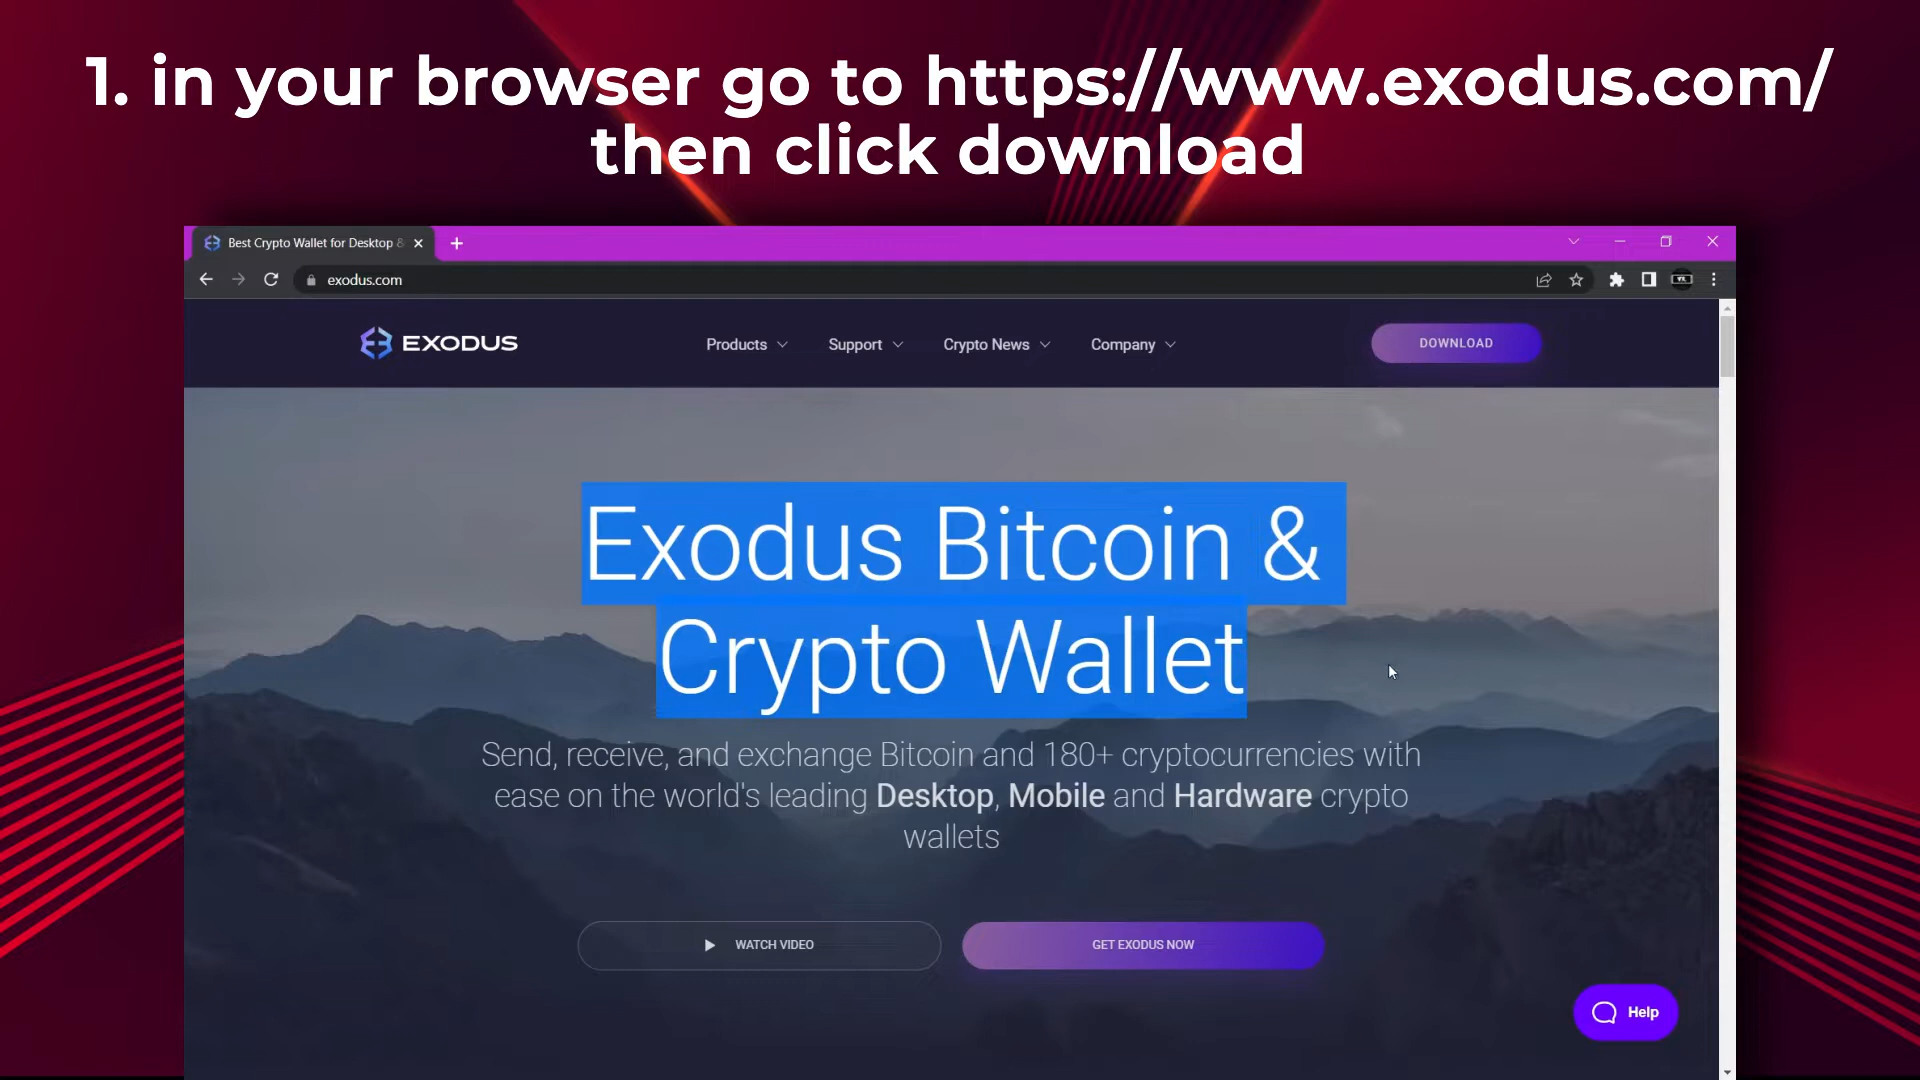 1. in your browser go to https://www.exodus.com/
then click download
Best Crypto Wallet for Desktop &
exodus.com
EXODUS
Products
Support
Crypto News
Company
DOWNLOAD
Exodus Bitcoin &
Crypto Wallet
Send, receive, and exchange Bitcoin and 180+ cryptocurrencies with
ease on the world's leading Desktop, Mobile and Hardware crypto
wallets
WATCH VIDEO
GET EXODUS NOW
Help